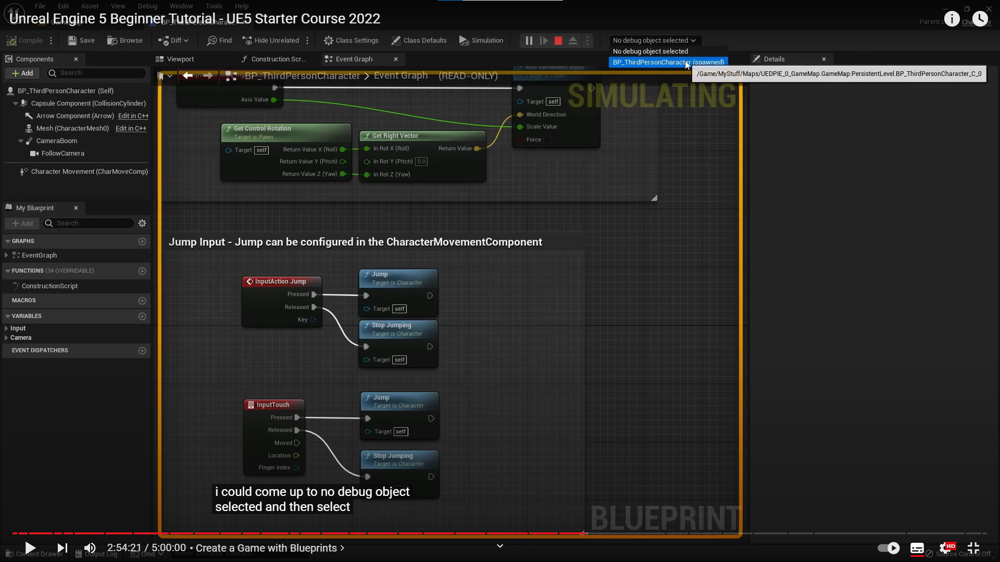 File Edit Asset View Debug Window Tools Help
Unreal Engine 5 Beginner Tutorial - UE5 Starter Course 2022
Compile Save Browse Diff Find Hide Unrelated Class Settings Class Defaults Simulation No debug object selected
No debug object selected
BP_ThirdPersonCharacter (spawned)
/Game/MyStuff/Maps/UEDPIE_0_GameMap.GameMap:PersistentLevel.BP_ThirdPersonCharacter_C_0
Components
Add Search
BP_ThirdPersonCharacter (Self)
Capsule Component (CollisionCylinder)
Arrow Component (Arrow) Edit in C++
Mesh (CharacterMesh0) Edit in C++
CameraBoom
FollowCamera
Character Movement (CharMoveComp)
My Blueprint
Add Search
GRAPHS
EventGraph
FUNCTIONS (34 OVERRIDABLE)
ConstructionScript
MACROS
VARIABLES
Input
Camera
EVENT DISPATCHERS
Viewport Construction Scr... Event Graph Details
BP_ThirdPersonCharacter > Event Graph (READ-ONLY)
SIMULATING
Axis Value
Add Movement Input
Target is Pawn
Target self
World Direction
Scale Value
Force
Get Control Rotation
Target is Pawn
Target self Return Value X (Roll)
Return Value Y (Pitch)
Return Value Z (Yaw)
Get Right Vector
In Rot X (Roll) Return Value
In Rot Y (Pitch) 0.0
In Rot Z (Yaw)
Jump Input - Jump can be configured in the CharacterMovementComponent
InputAction Jump
Pressed
Released
Key
Jump
Target is Character
Target self
Stop Jumping
Target is Character
Target self
InputTouch
Pressed
Released
Moved
Location
Finger Index
Jump
Target is Character
Target self
Stop Jumping
Target is Character
i could come up to no debug object
selected and then select
BLUEPRINT
2:54:21 / 5:00:00 • Create a Game with Blueprints >
HD
Content Drawer Output Log Cmd Enter Console Command Source Control Off